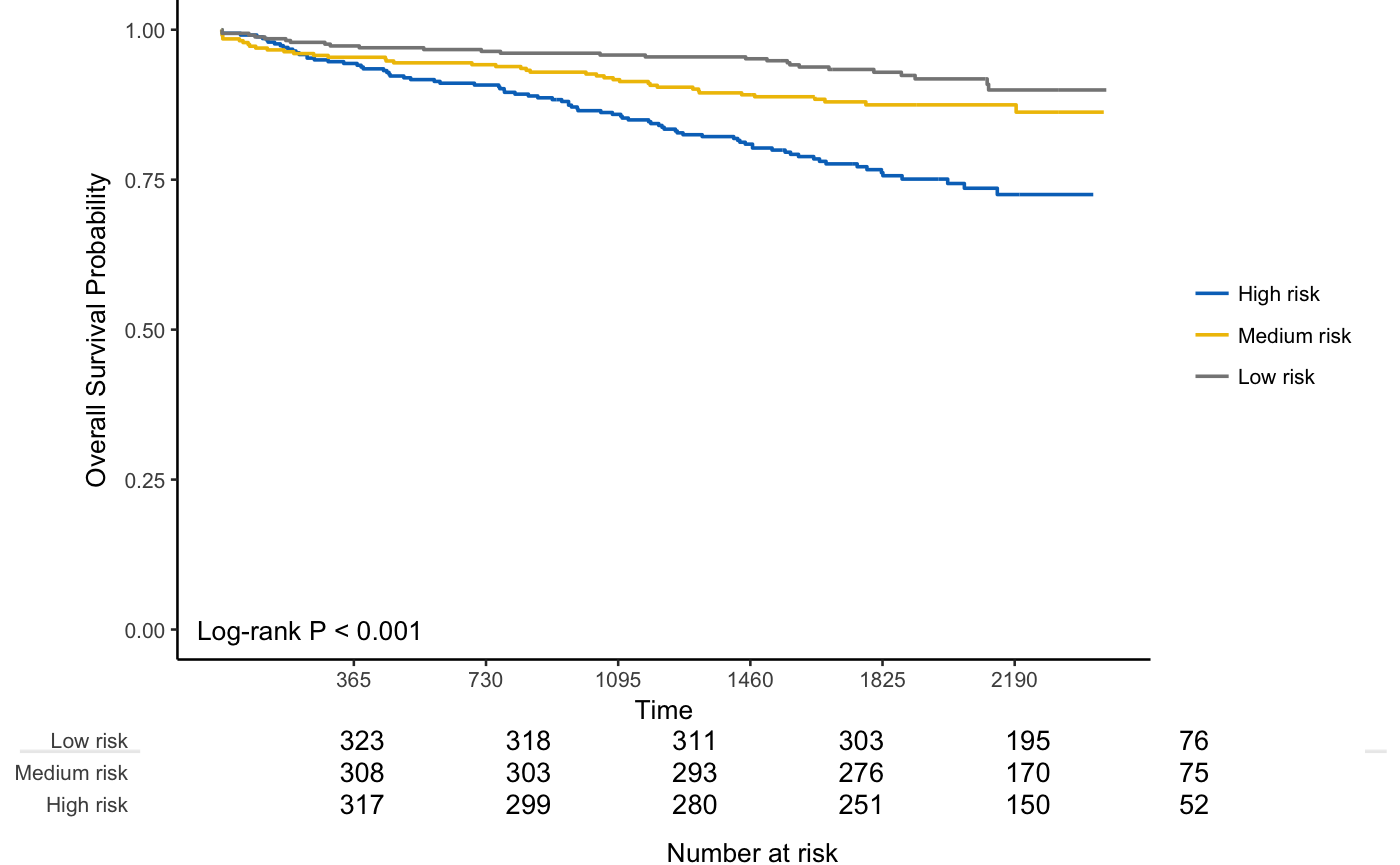 1.00
0.75
0.50
0.25
0.00
Overall Survival Probability
Log-rank P < 0.001
365 730 1095 1460 1825 2190
Time
High risk
Medium risk
Low risk
Low risk 323 318 311 303 195 76
Medium risk 308 303 293 276 170 75
High risk 317 299 280 251 150 52
Number at risk